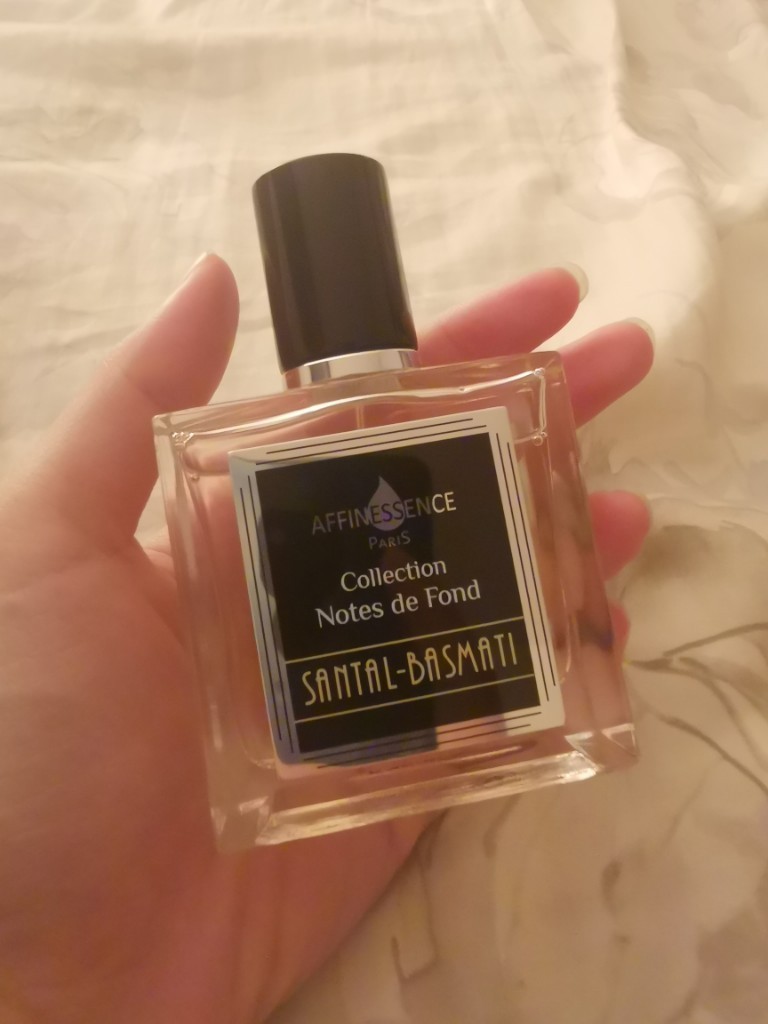 AFFINESSENCE
PARIS
Collection
Notes de Fond
SANTAL-BASMATI